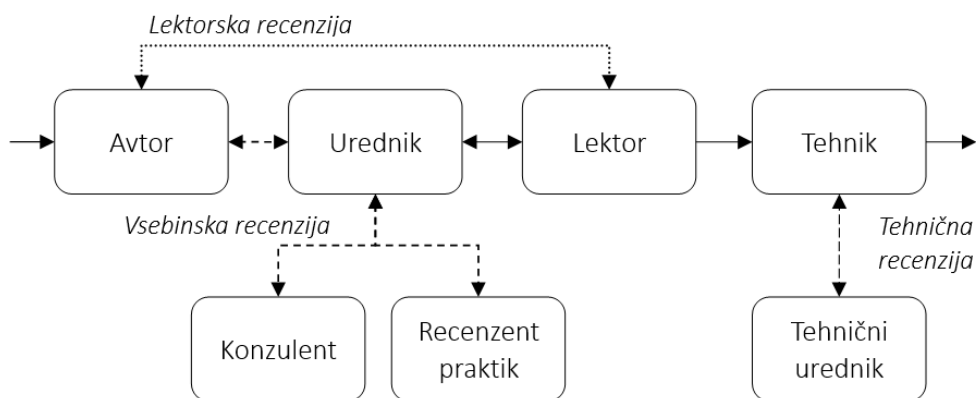 Lektorska recenzija
Avtor
Urednik
Lektor
Tehnik
Vsebinska recenzija
Tehnična
recenzija
Konzulent
Recenzent
praktik
Tehnični
urednik